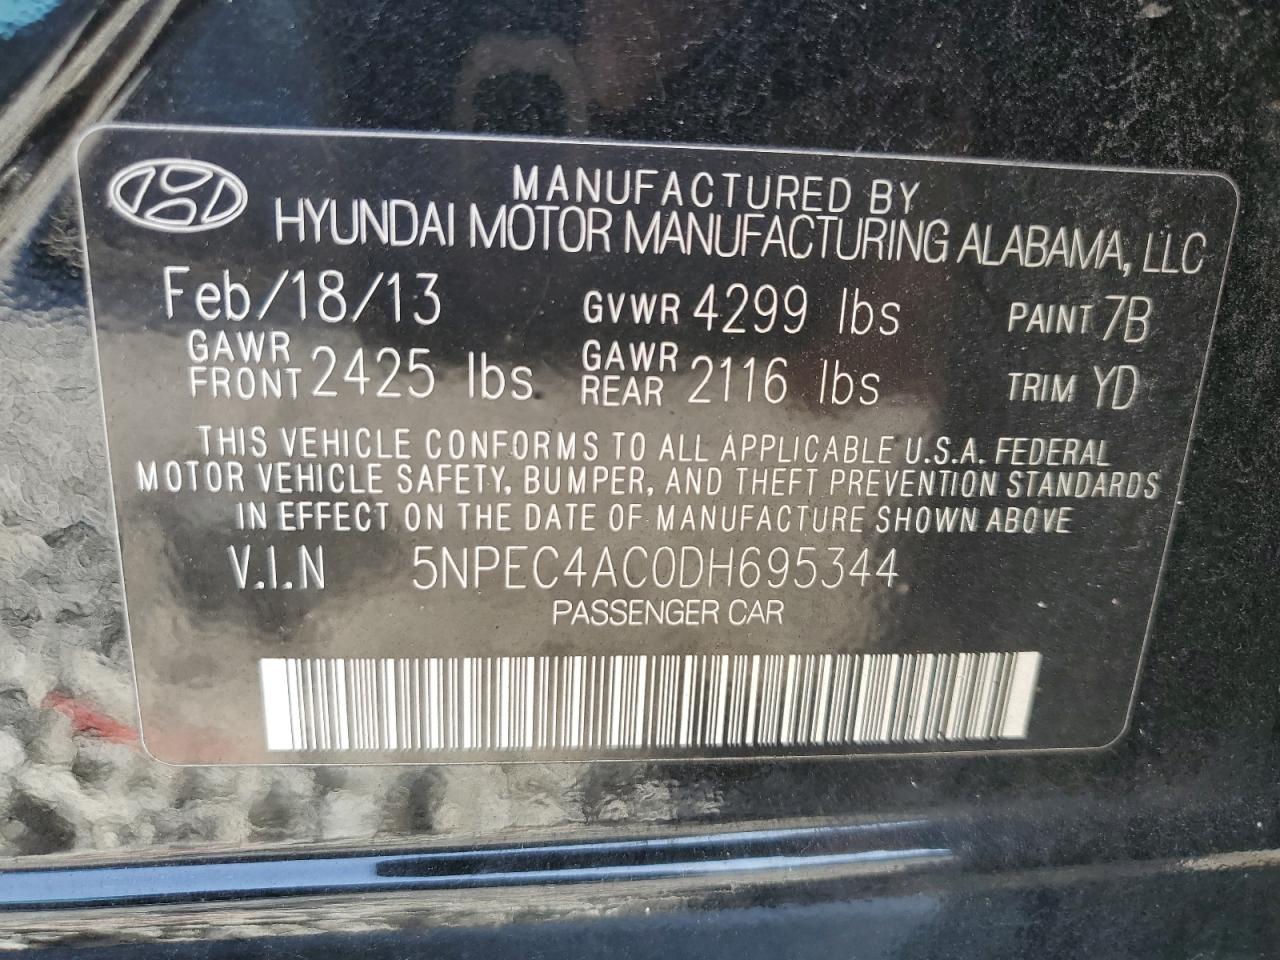 MANUFACTURED BY
HYUNDAI MOTOR MANUFACTURING ALABAMA, LLC
Feb/18/13 GVWR 4299 lbs PAINT 7B
GAWR FRONT 2425 lbs GAWR REAR 2116 lbs TRIM YD
THIS VEHICLE CONFORMS TO ALL APPLICABLE U.S.A. FEDERAL
MOTOR VEHICLE SAFETY, BUMPER, AND THEFT PREVENTION STANDARDS
IN EFFECT ON THE DATE OF MANUFACTURE SHOWN ABOVE
V.I.N 5NPEC4AC0DH695344
PASSENGER CAR